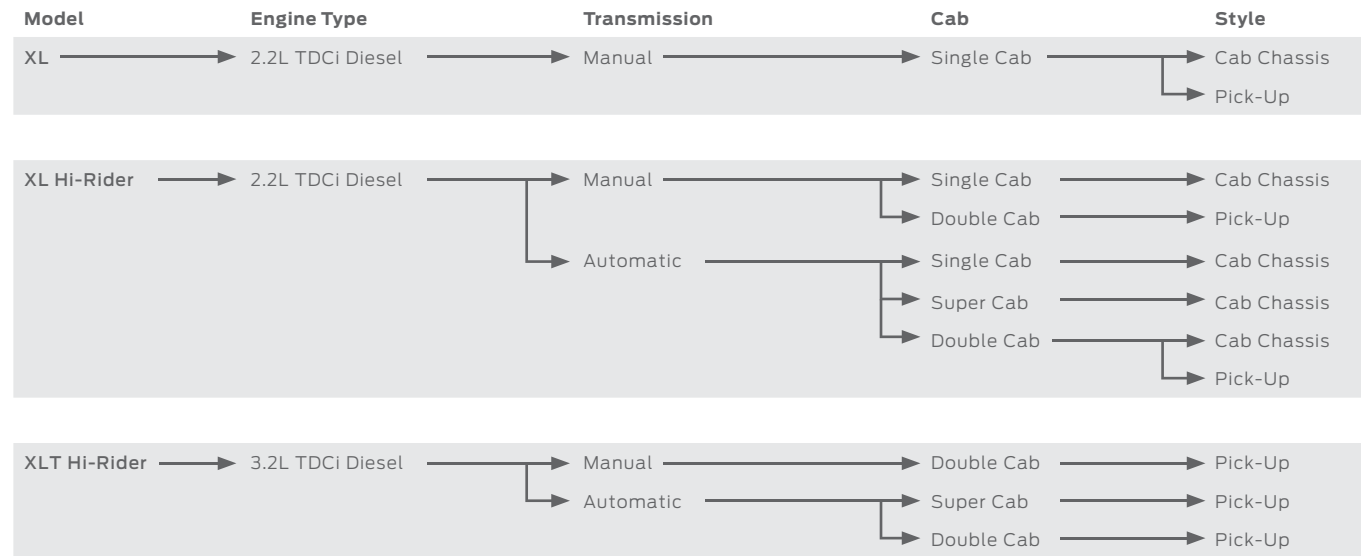 Model Engine Type Transmission Cab Style
XL 2.2L TDCi Diesel Manual Single Cab Cab Chassis
Pick-Up
XL Hi-Rider 2.2L TDCi Diesel Manual Single Cab Cab Chassis
Double Cab Pick-Up
Automatic Single Cab Cab Chassis
Super Cab Cab Chassis
Double Cab Cab Chassis
Pick-Up
XLT Hi-Rider 3.2L TDCi Diesel Manual Double Cab Pick-Up
Automatic Super Cab Pick-Up
Double Cab Pick-Up